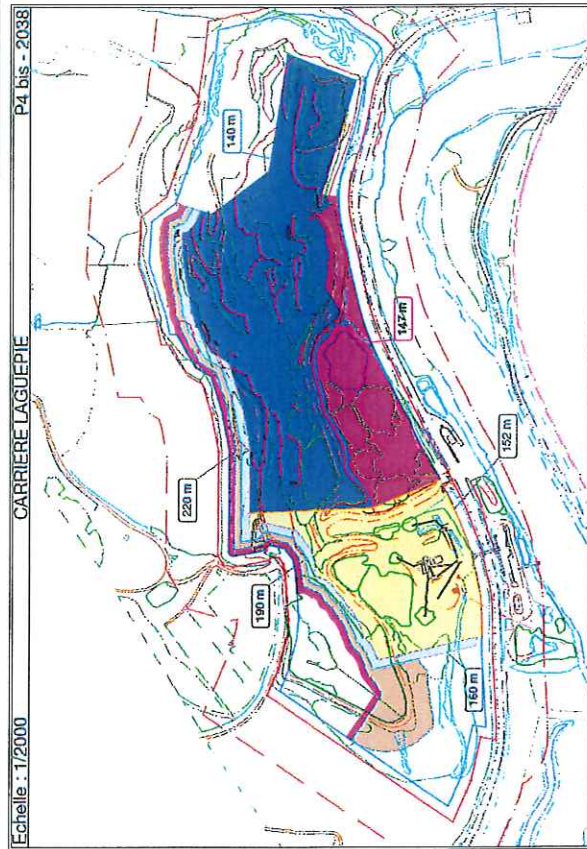 Echelle : 1/2000
CARRIERE LAGUEPIE
P4 bis - 2038
140 m
220 m
190 m
147 m
152 m
160 m